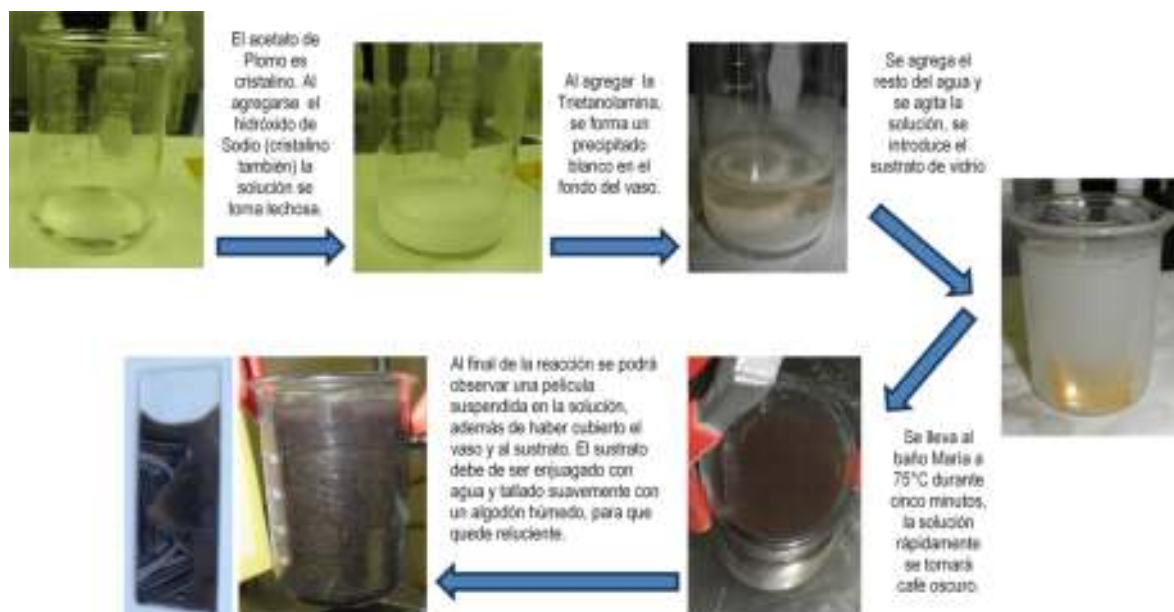 El acetato de
Plomo es
cristalino. Al
agregarse el
hidróxido de
Sodio (cristalino
también) la
solución se
torna lechosa.
Al agregar la
Trietanolamina,
se forma un
precipitado
blanco en el
fondo del vaso.
Se agrega el
resto del agua y
se agita la
solución, se
introduce el
sustrato de vidrio
Se lleva al
baño María a
75°C durante
cinco minutos,
la solución
rápidamente
se tornará
café oscuro.
Al final de la reacción se podrá
observar una película
suspendida en la solución,
además de haber cubierto el
vaso y al sustrato. El sustrato
debe de ser enjuagado con
agua y tallado suavemente con
un algodón húmedo, para que
quede reluciente.